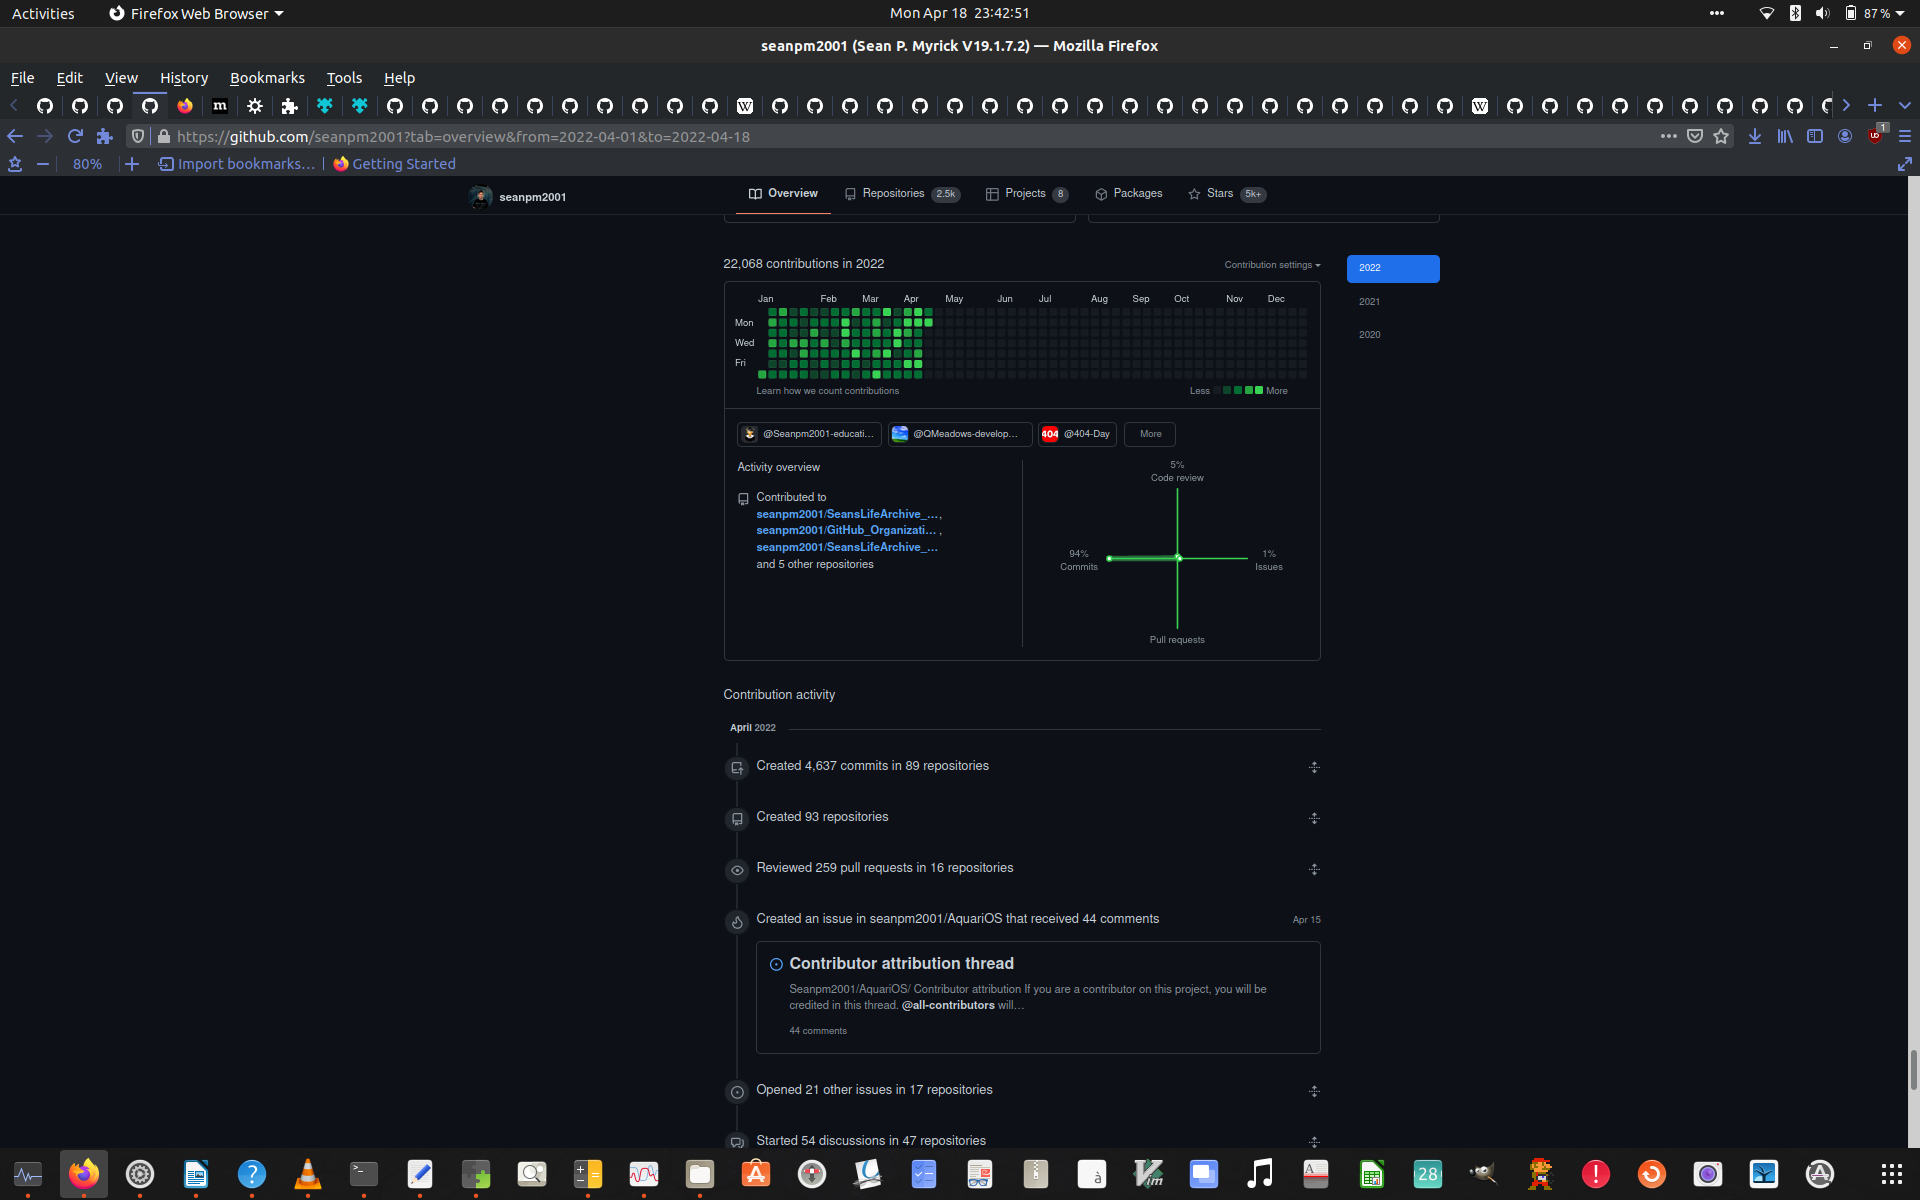 Activities
Firefox Web Browser
Mon Apr 18 23:42:51
87 %
seanpm2001 (Sean P. Myrick V19.1.7.2) — Mozilla Firefox
File Edit View History Bookmarks Tools Help
https://github.com/seanpm2001?tab=overview&from=2022-04-01&to=2022-04-18
1
80%
Import bookmarks…
Getting Started
seanpm2001
Overview
Repositories 2.5k
Projects 8
Packages
Stars 5k+
22,068 contributions in 2022
Contribution settings
2022
2021
2020
Jan Feb Mar Apr May Jun Jul Aug Sep Oct Nov Dec
Mon
Wed
Fri
Learn how we count contributions
Less
More
@Seanpm2001-educati…
@QMeadows-develop…
404 @404-Day
More
Activity overview
Contributed to
seanpm2001/SeansLifeArchive_…,
seanpm2001/GitHub_Organizati… ,
seanpm2001/SeansLifeArchive_…
and 5 other repositories
5%
Code review
94%
Commits
1%
Issues
Pull requests
Contribution activity
April 2022
Created 4,637 commits in 89 repositories
Created 93 repositories
Reviewed 259 pull requests in 16 repositories
Created an issue in seanpm2001/AquariOS that received 44 comments
Apr 15
Contributor attribution thread
Seanpm2001/AquariOS/ Contributor attribution If you are a contributor on this project, you will be
credited in this thread. @all-contributors will…
44 comments
Opened 21 other issues in 17 repositories
Started 54 discussions in 47 repositories
28